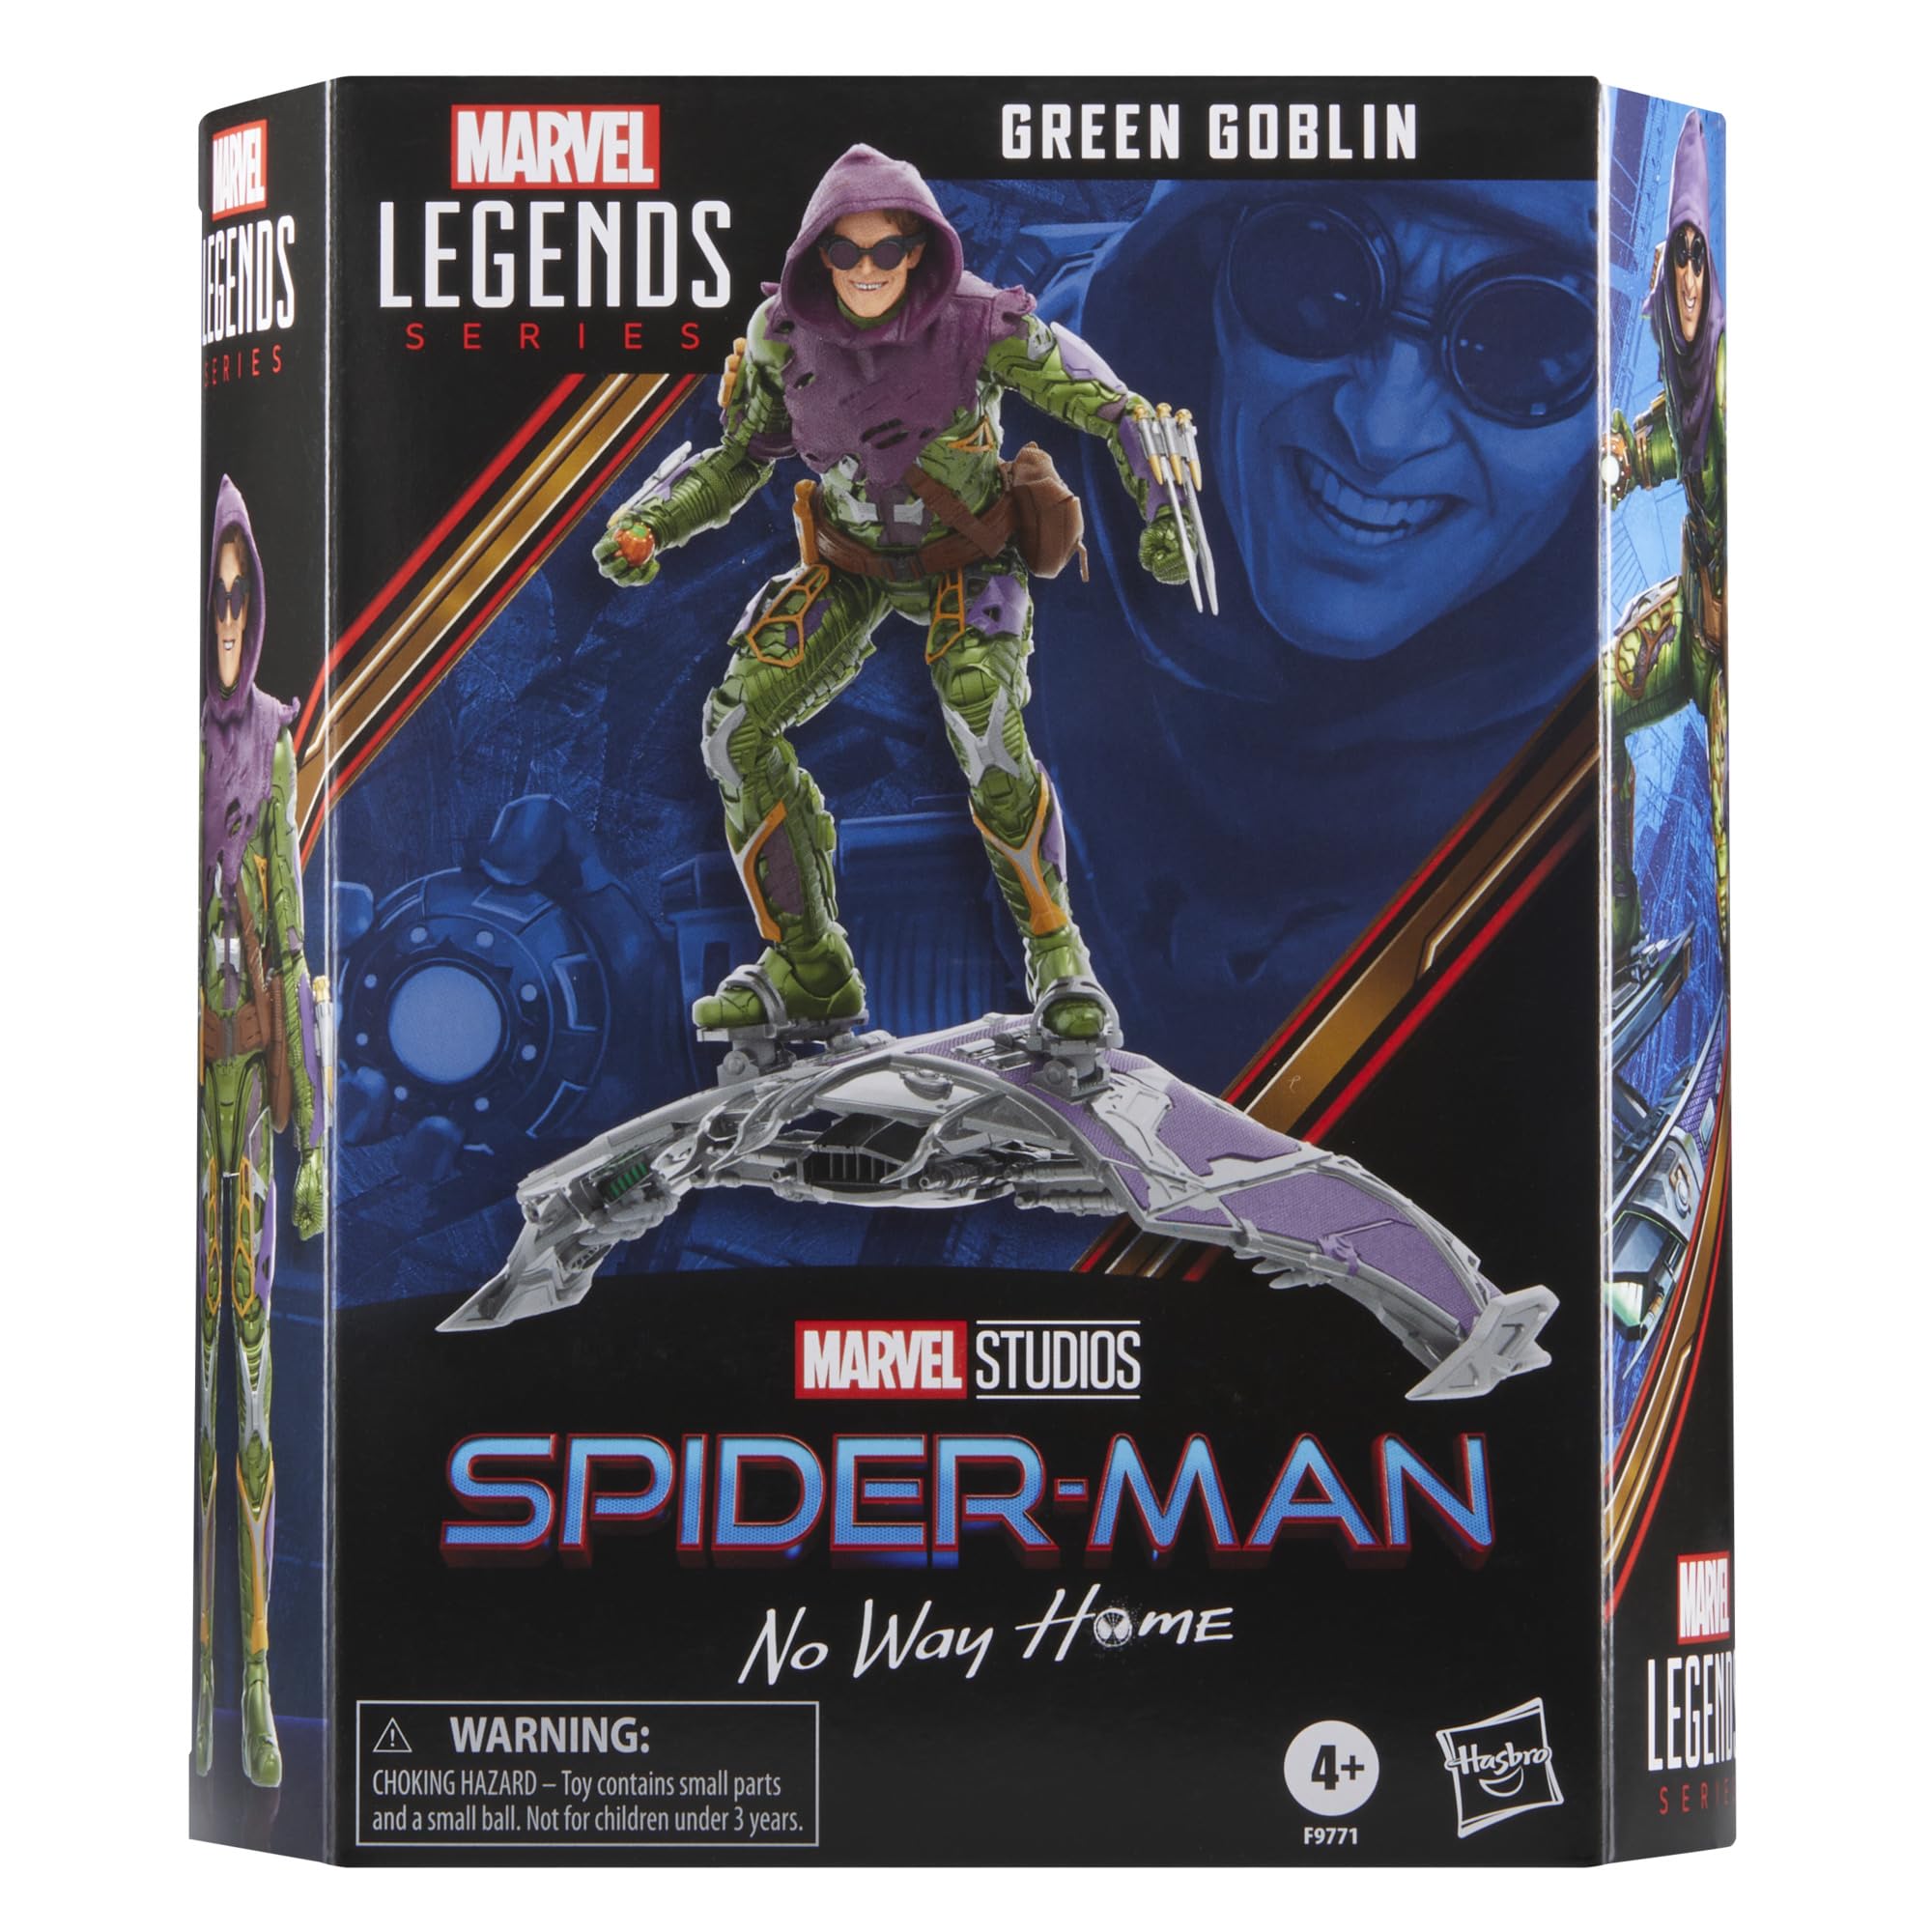 MARVEL
LEGENDS
SERIES
MARVEL
LEGENDS
SERIES
GREEN GOBLIN
MARVEL STUDIOS
SPIDER-MAN
No Way Home
WARNING:
CHOKING HAZARD – Toy contains small parts
and a small ball. Not for children under 3 years.
4+
F9771
Hasbro
MARVEL
LEGENDS
SERIE